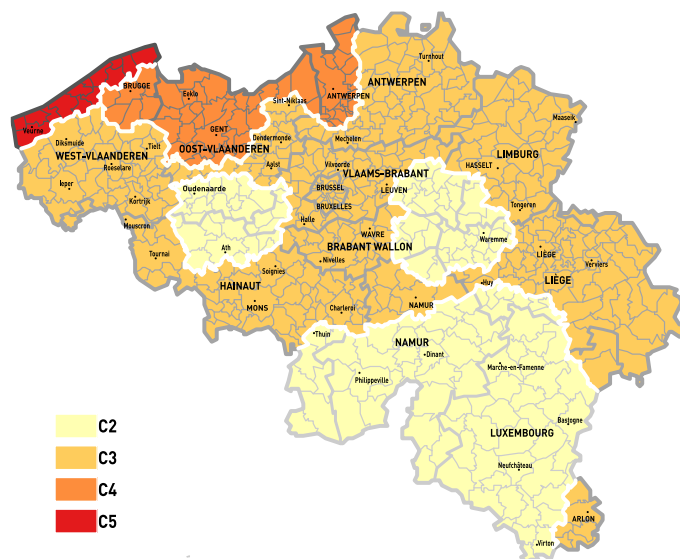 Turnhout
ANTWERPEN
BRUGGE
Eeklo
ANTWERPEN
Sint-Niklaas
Maaseik
Veurne
GENT
Diksmuide
Tielt
OOST-VLAANDEREN
Dendermonde
Mechelen
WEST-VLAANDEREN
Roeselare
Aalst
Vilvoorde
VLAAMS-BRABANT
HASSELT
LIMBURG
Ieper
Oudenaarde
BRUSSEL
LEUVEN
Kortrijk
BRUXELLES
Tongeren
Mouscron
Halle
WAVRE
Waremme
BRABANT WALLON
Ath
LIÈGE
Tournai
Nivelles
Verviers
Soignies
LIÈGE
HAINAUT
Huy
MONS
NAMUR
Charleroi
Thuin
NAMUR
Dinant
Marche-en-Famenne
Philippeville
Bastogne
LUXEMBOURG
Neufchâteau
ARLON
Virton
C2
C3
C4
C5